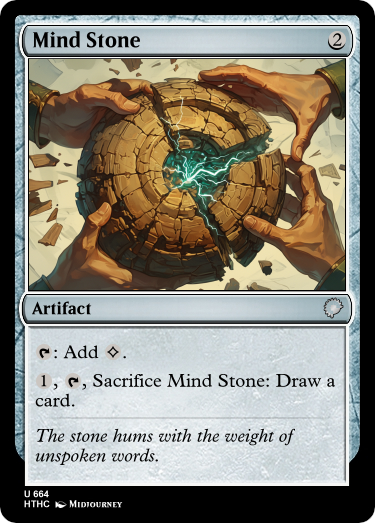 Mind Stone 2
Artifact
: Add .
1, , Sacrifice Mind Stone: Draw a
card.
The stone hums with the weight of
unspoken words.
U 664
HTHC Midjourney